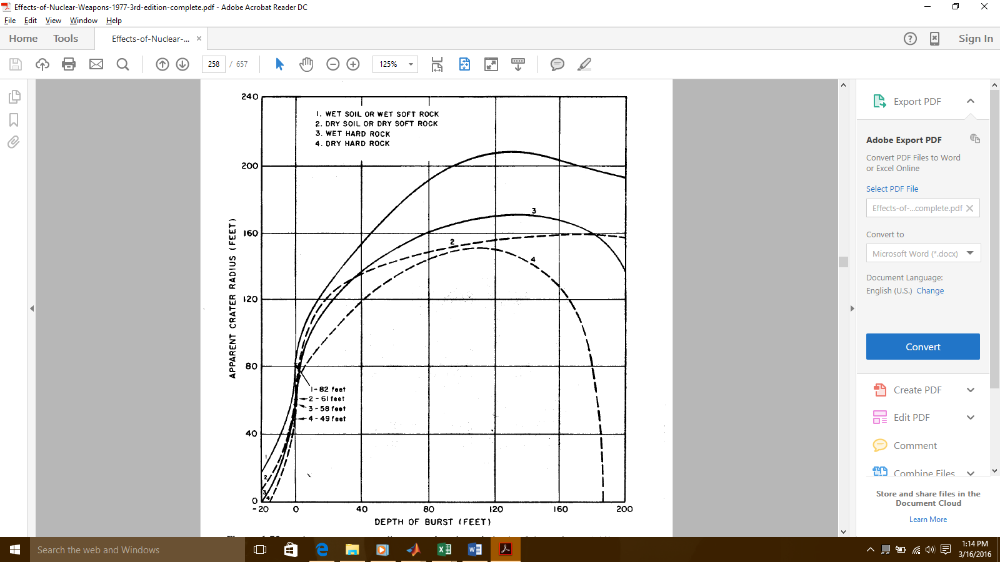 Effects-of-Nuclear-Weapons-1977-3rd-edition-complete.pdf - Adobe Acrobat Reader DC
File Edit View Window Help
Home Tools Effects-of-Nuclear-... × Sign In
258 / 657 125%
240
200
160
120
80
40
0
-20 0 40 80 120 160 200
APPARENT CRATER RADIUS (FEET)
DEPTH OF BURST (FEET)
1. WET SOIL OR WET SOFT ROCK
2. DRY SOIL OR DRY SOFT ROCK
3. WET HARD ROCK
4. DRY HARD ROCK
3
2
4
1-82 feet
2-61 feet
3-58 feet
4-49 feet
1
2
3
4
Export PDF
Adobe Export PDF
Convert PDF Files to Word
or Excel Online
Select PDF File
Effects-of-...complete.pdf
Convert to
Microsoft Word (*.docx)
Document Language:
English (U.S.) Change
Convert
Create PDF
Edit PDF
Comment
Combine Files
Store and share files in the
Document Cloud
Learn More
Search the web and Windows
1:14 PM
3/16/2016